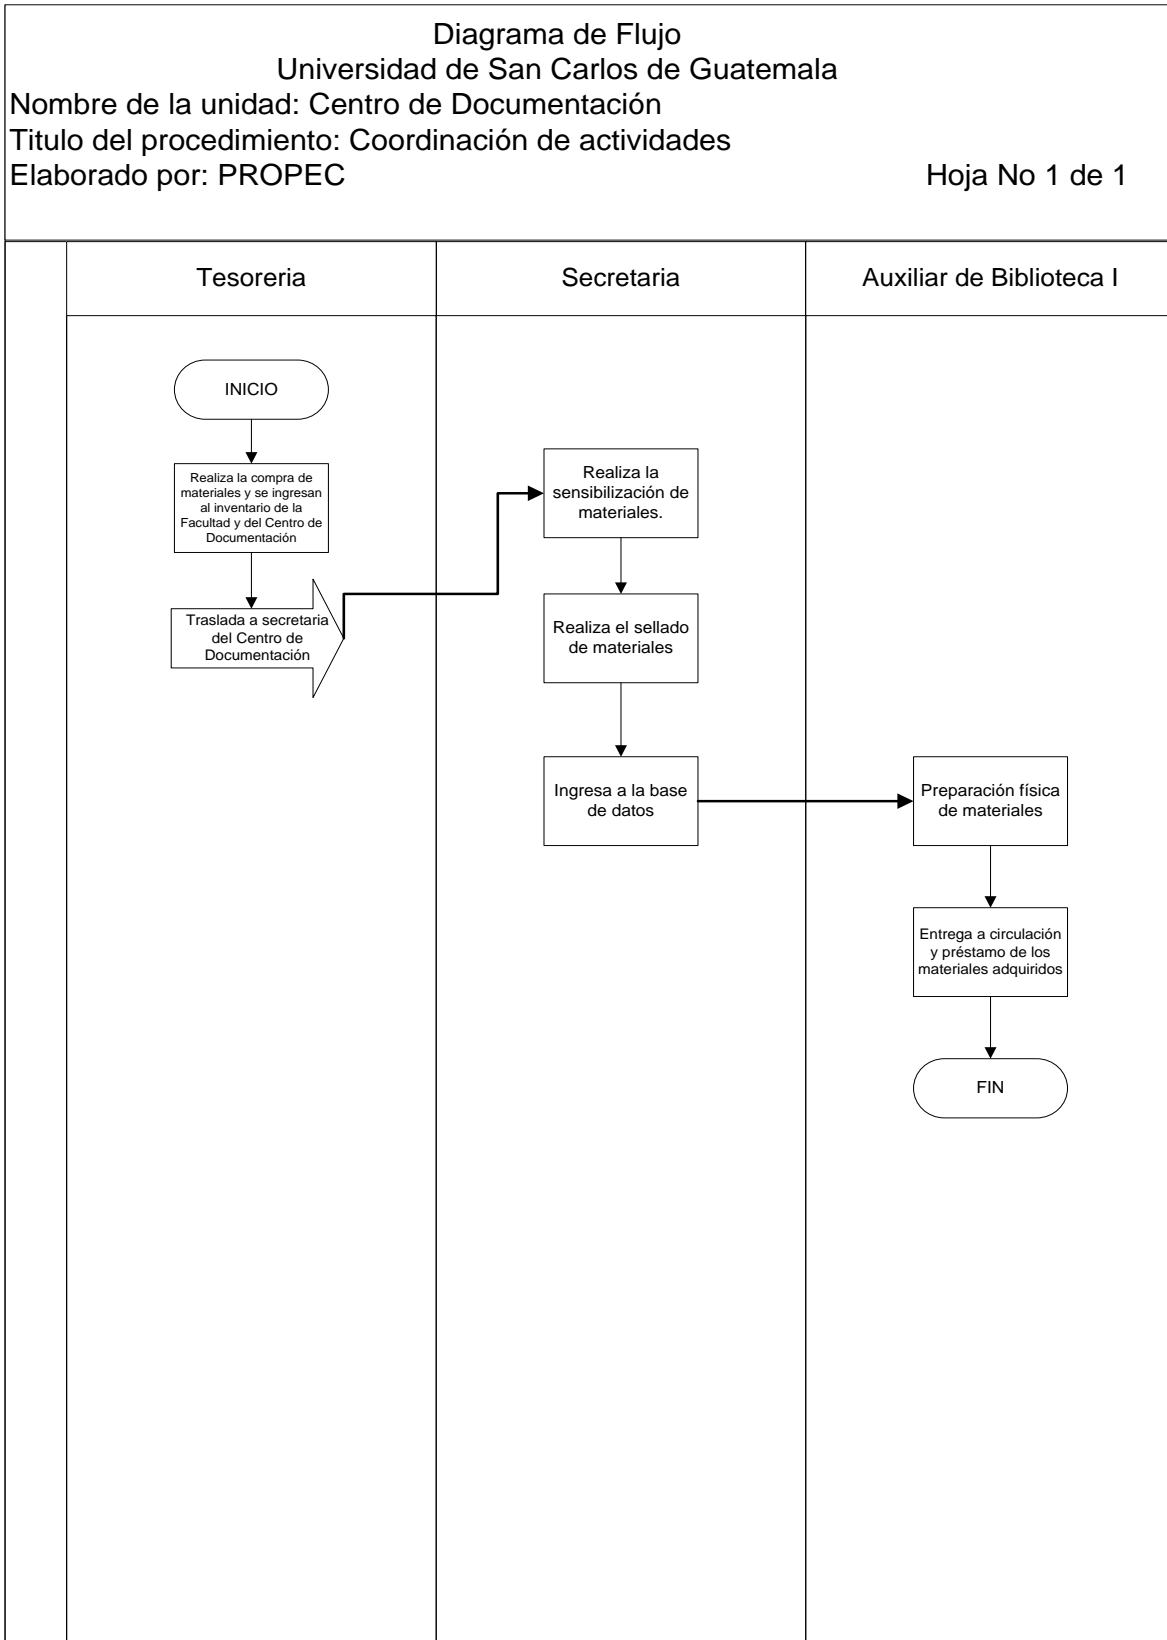 Diagrama de Flujo
Universidad de San Carlos de Guatemala
Nombre de la unidad: Centro de Documentación
Titulo del procedimiento: Coordinación de actividades
Elaborado por: PROPEC
Hoja No 1 de 1
Tesoreria
Secretaria
Auxiliar de Biblioteca I
INICIO
Realiza la compra de
materiales y se ingresan
al inventario de la
Facultad y del Centro de
Documentación
Traslada a secretaria
del Centro de
Documentación
Realiza la
sensibilización de
materiales.
Realiza el sellado
de materiales
Ingresa a la base
de datos
Preparación física
de materiales
Entrega a circulación
y préstamo de los
materiales adquiridos
FIN